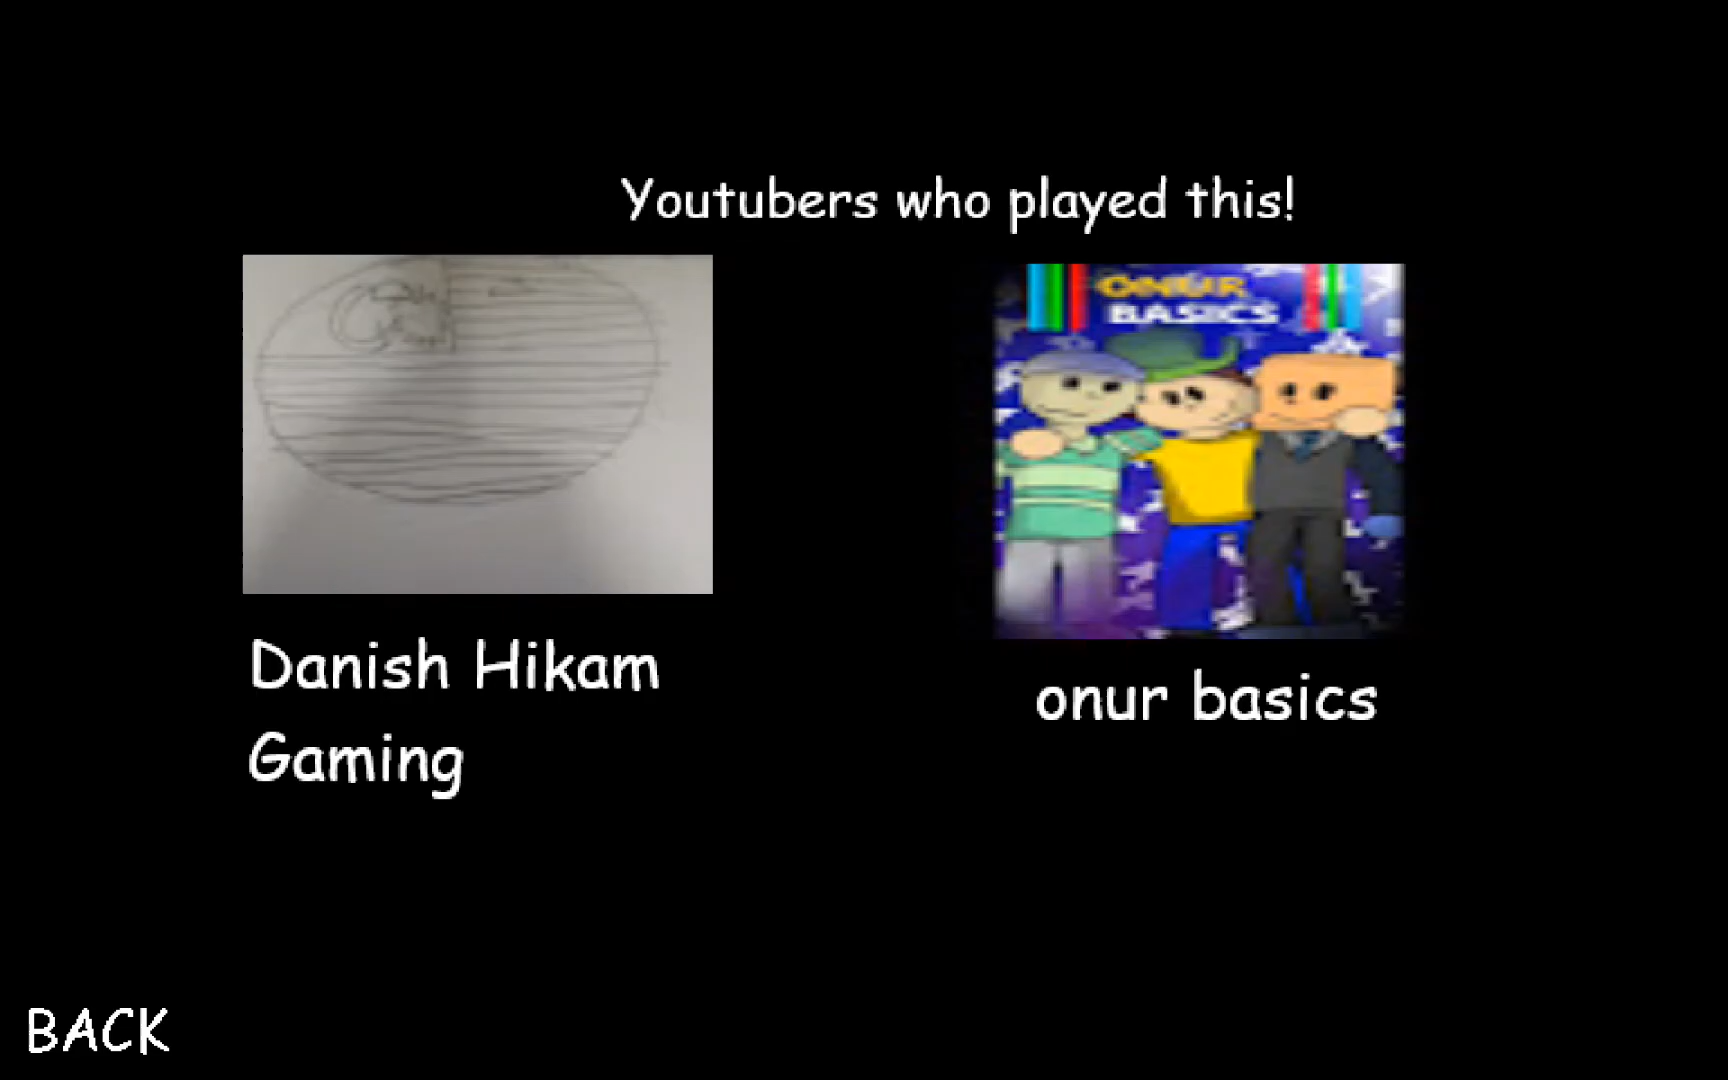 Youtubers who played this!
ONUR
BASICS
Danish Hikam
Gaming
onur basics
BACK